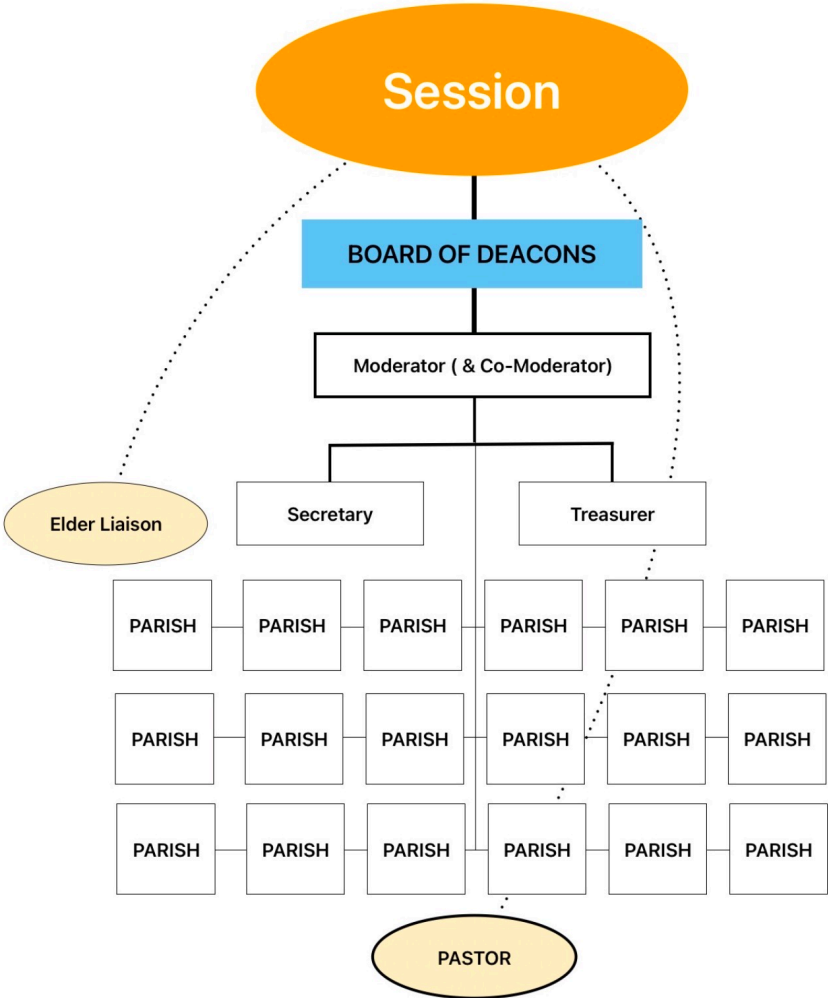 Session
BOARD OF DEACONS
Moderator ( & Co-Moderator)
Secretary
Treasurer
Elder Liaison
PARISH PARISH PARISH PARISH PARISH PARISH
PARISH PARISH PARISH PARISH PARISH PARISH
PARISH PARISH PARISH PARISH PARISH PARISH
PASTOR